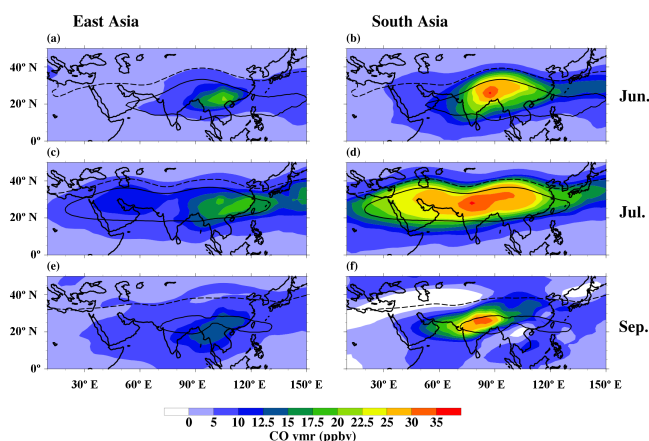 East Asia South Asia
(a) (b)
40° N
20° N
0°
Jun.
(c) (d)
40° N
20° N
0°
Jul.
(e) (f)
40° N
20° N
0°
Sep.
30° E 60° E 90° E 120° E 150° E 30° E 60° E 90° E 120° E 150° E
0 5 10 12.5 15 17.5 20 22.5 25 30 35
CO vmr (ppbv)